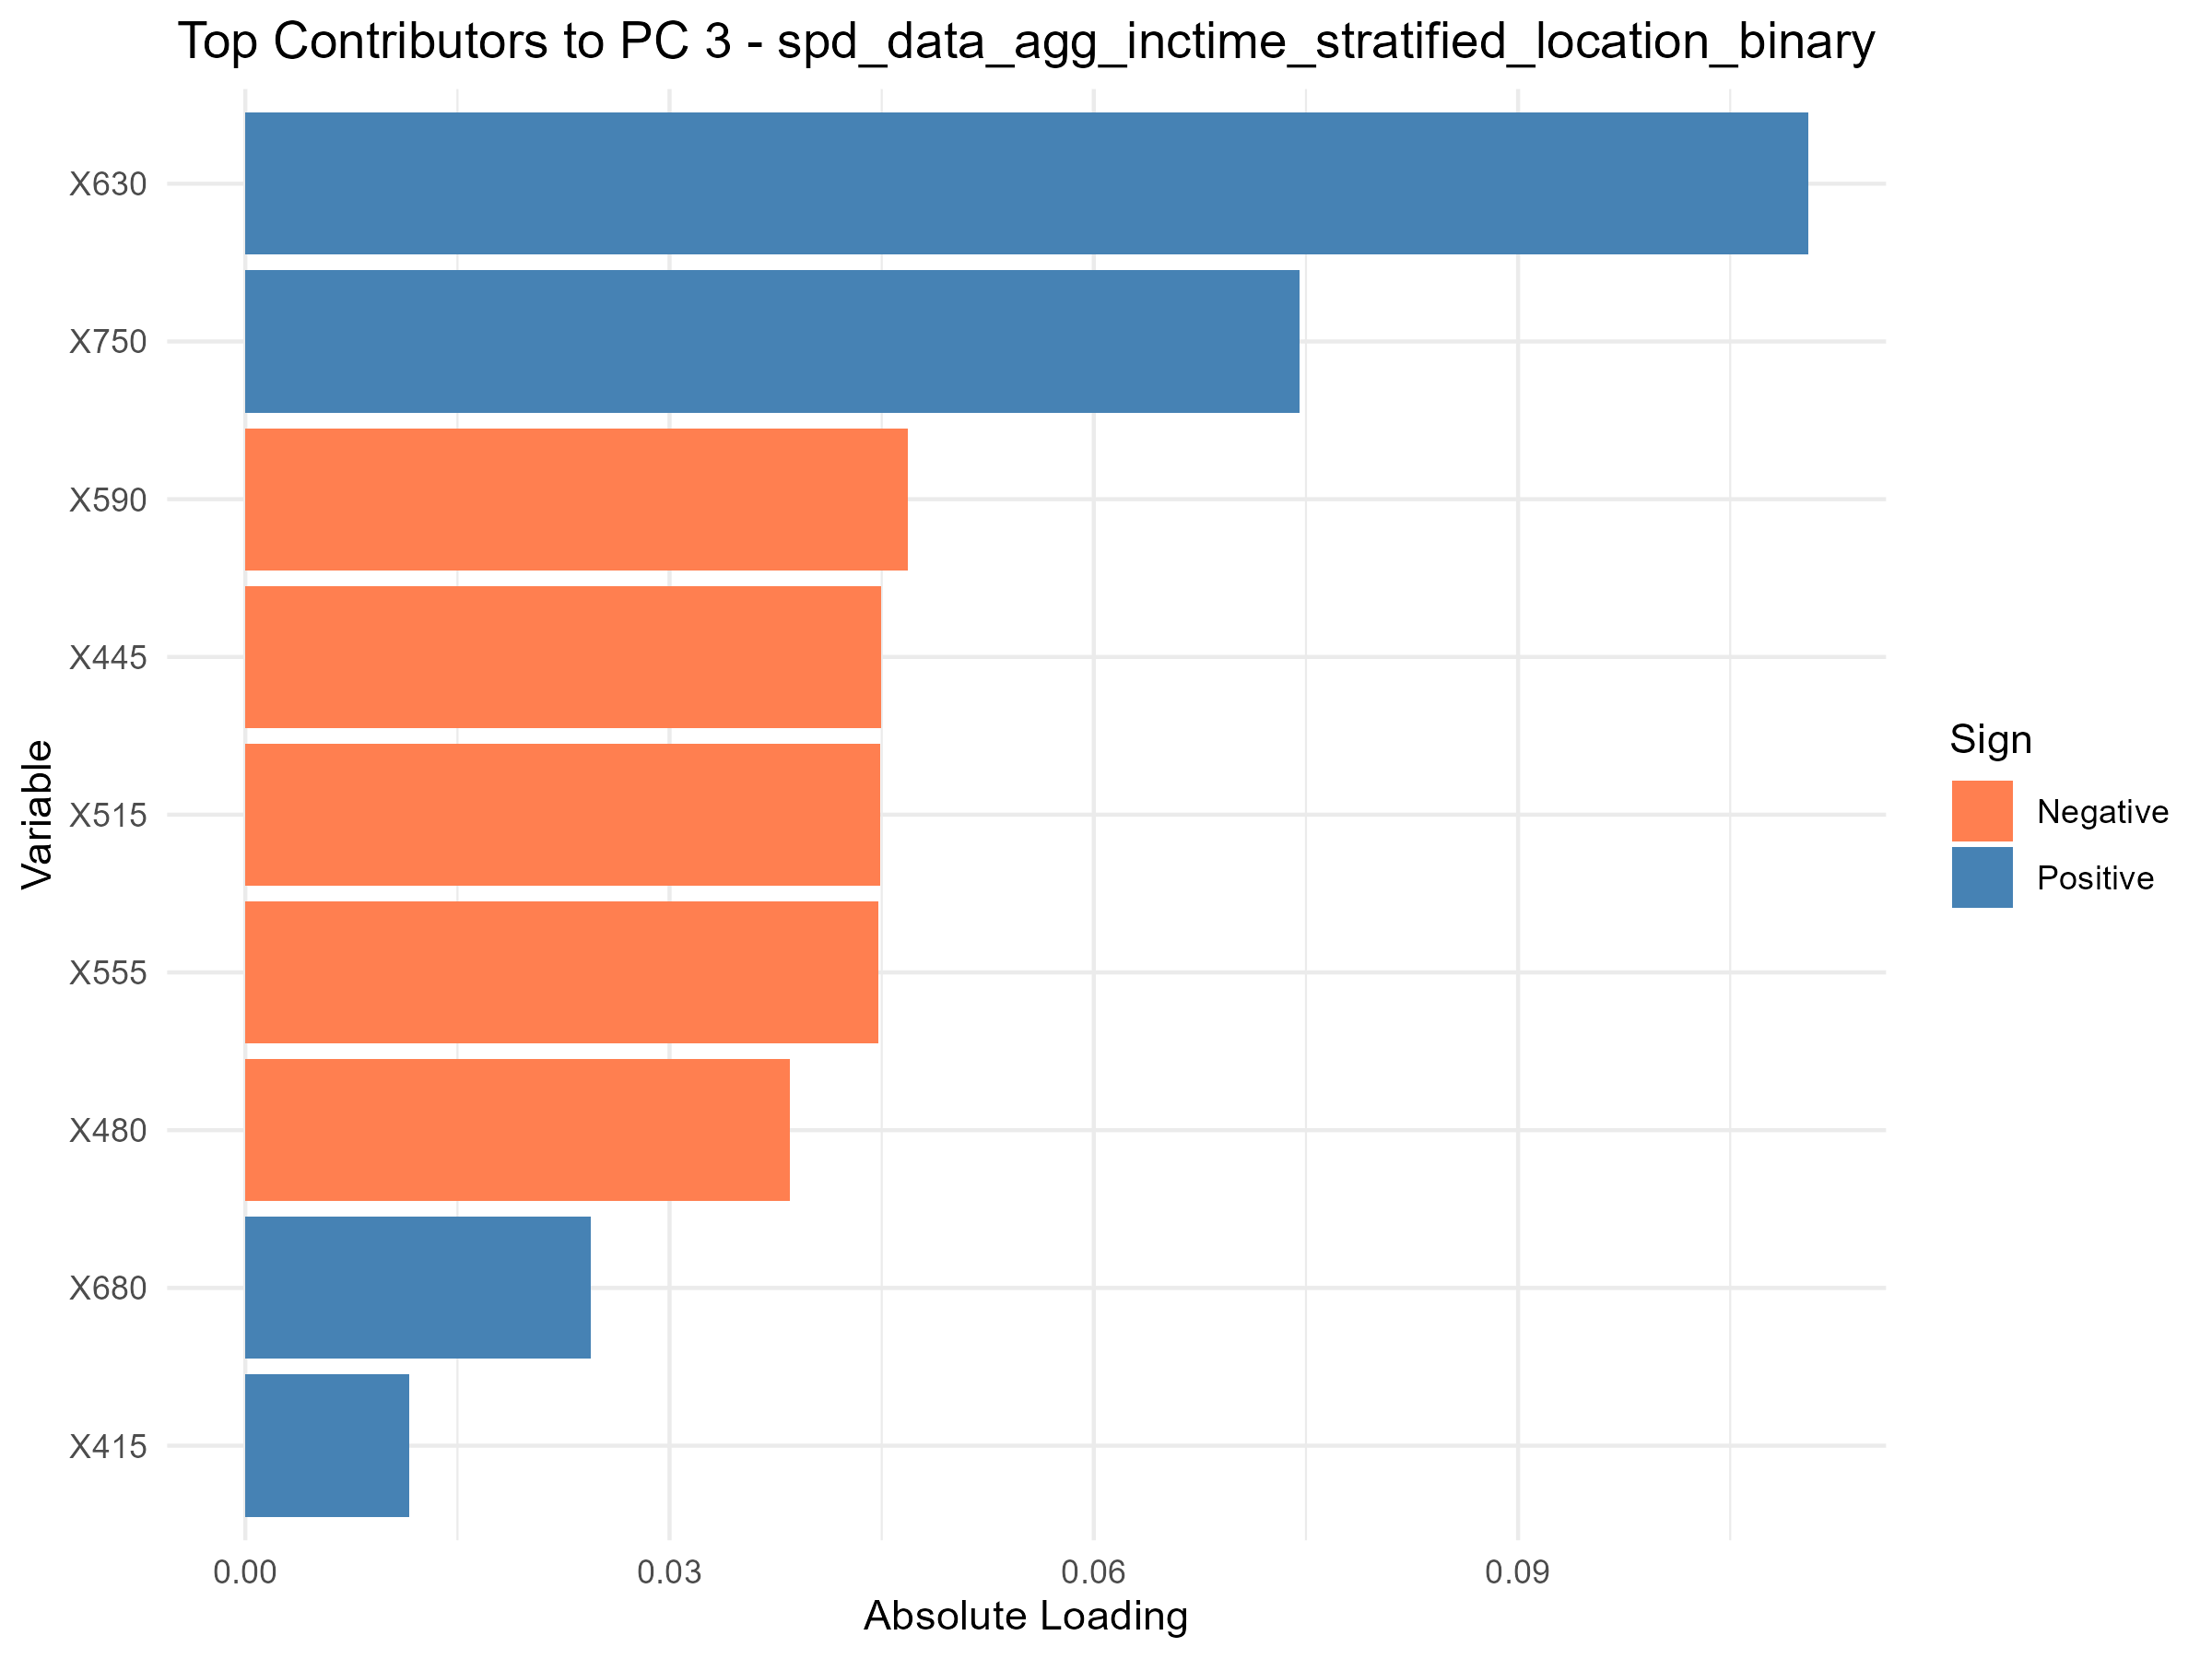 Top Contributors to PC 3 - spd_data_agg_inctime_stratified_location_binary
X630
X750
X590
X445
X515
X555
X480
X680
X415
Variable
0.00 0.03 0.06 0.09
Absolute Loading
Sign
Negative
Positive